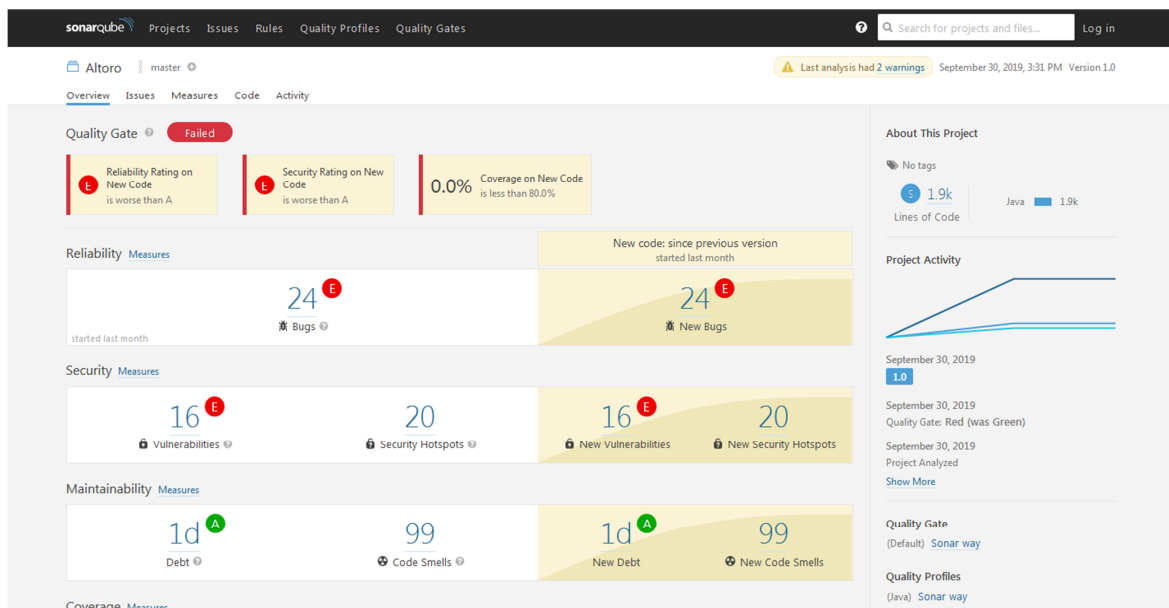 sonarqube Projects Issues Rules Quality Profiles Quality Gates ? Search for projects and files... Log in
Altoro master Last analysis had 2 warnings September 30, 2019, 3:31 PM Version 1.0
Overview Issues Measures Code Activity
Quality Gate ? Failed
E Reliability Rating on New Code
is worse than A
E Security Rating on New Code
is worse than A
0.0% Coverage on New Code
is less than 80.0%
New code: since previous version
started last month
Reliability Measures
24 E
Bugs ?
started last month
24 E
New Bugs
Security Measures
16 E
Vulnerabilities ?
20
Security Hotspots ?
16 E
New Vulnerabilities
20
New Security Hotspots
Maintainability Measures
1d A
Debt ?
99
Code Smells ?
1d A
New Debt
99
New Code Smells
Coverage Measures
About This Project
No tags
S 1.9k
Lines of Code
Java 1.9k
Project Activity
September 30, 2019
1.0
September 30, 2019
Quality Gate: Red (was Green)
September 30, 2019
Project Analyzed
Show More
Quality Gate
(Default) Sonar way
Quality Profiles
(Java) Sonar way